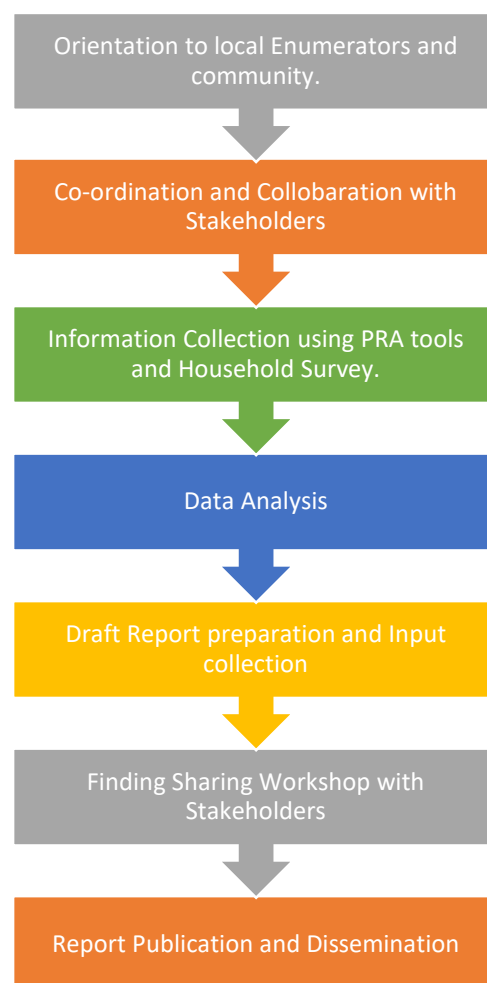 Orientation to local Enumerators and
community.
Co-ordination and Collobaration with
Stakeholders
Information Collection using PRA tools
and Household Survey.
Data Analysis
Draft Report preparation and Input
collection
Finding Sharing Workshop with
Stakeholders
Report Publication and Dissemination